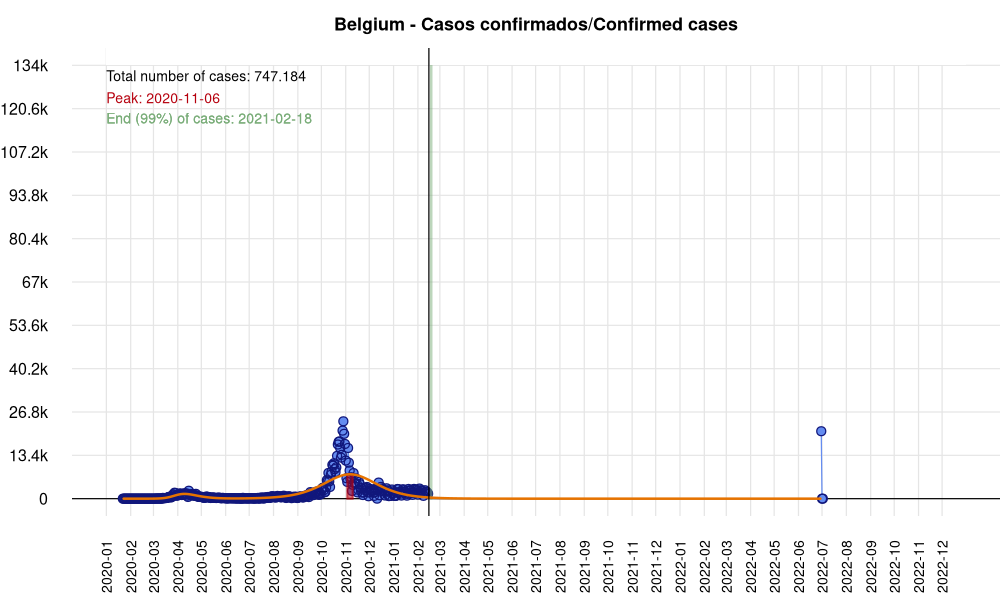 Belgium - Casos confirmados/Confirmed cases
Total number of cases: 747.184
Peak: 2020-11-06
End (99%) of cases: 2021-02-18
134k
120.6k
107.2k
93.8k
80.4k
67k
53.6k
40.2k
26.8k
13.4k
0
2020-01
2020-02
2020-03
2020-04
2020-05
2020-06
2020-07
2020-08
2020-09
2020-10
2020-11
2020-12
2021-01
2021-02
2021-03
2021-04
2021-05
2021-06
2021-07
2021-08
2021-09
2021-10
2021-11
2021-12
2022-01
2022-02
2022-03
2022-04
2022-05
2022-06
2022-07
2022-08
2022-09
2022-10
2022-11
2022-12